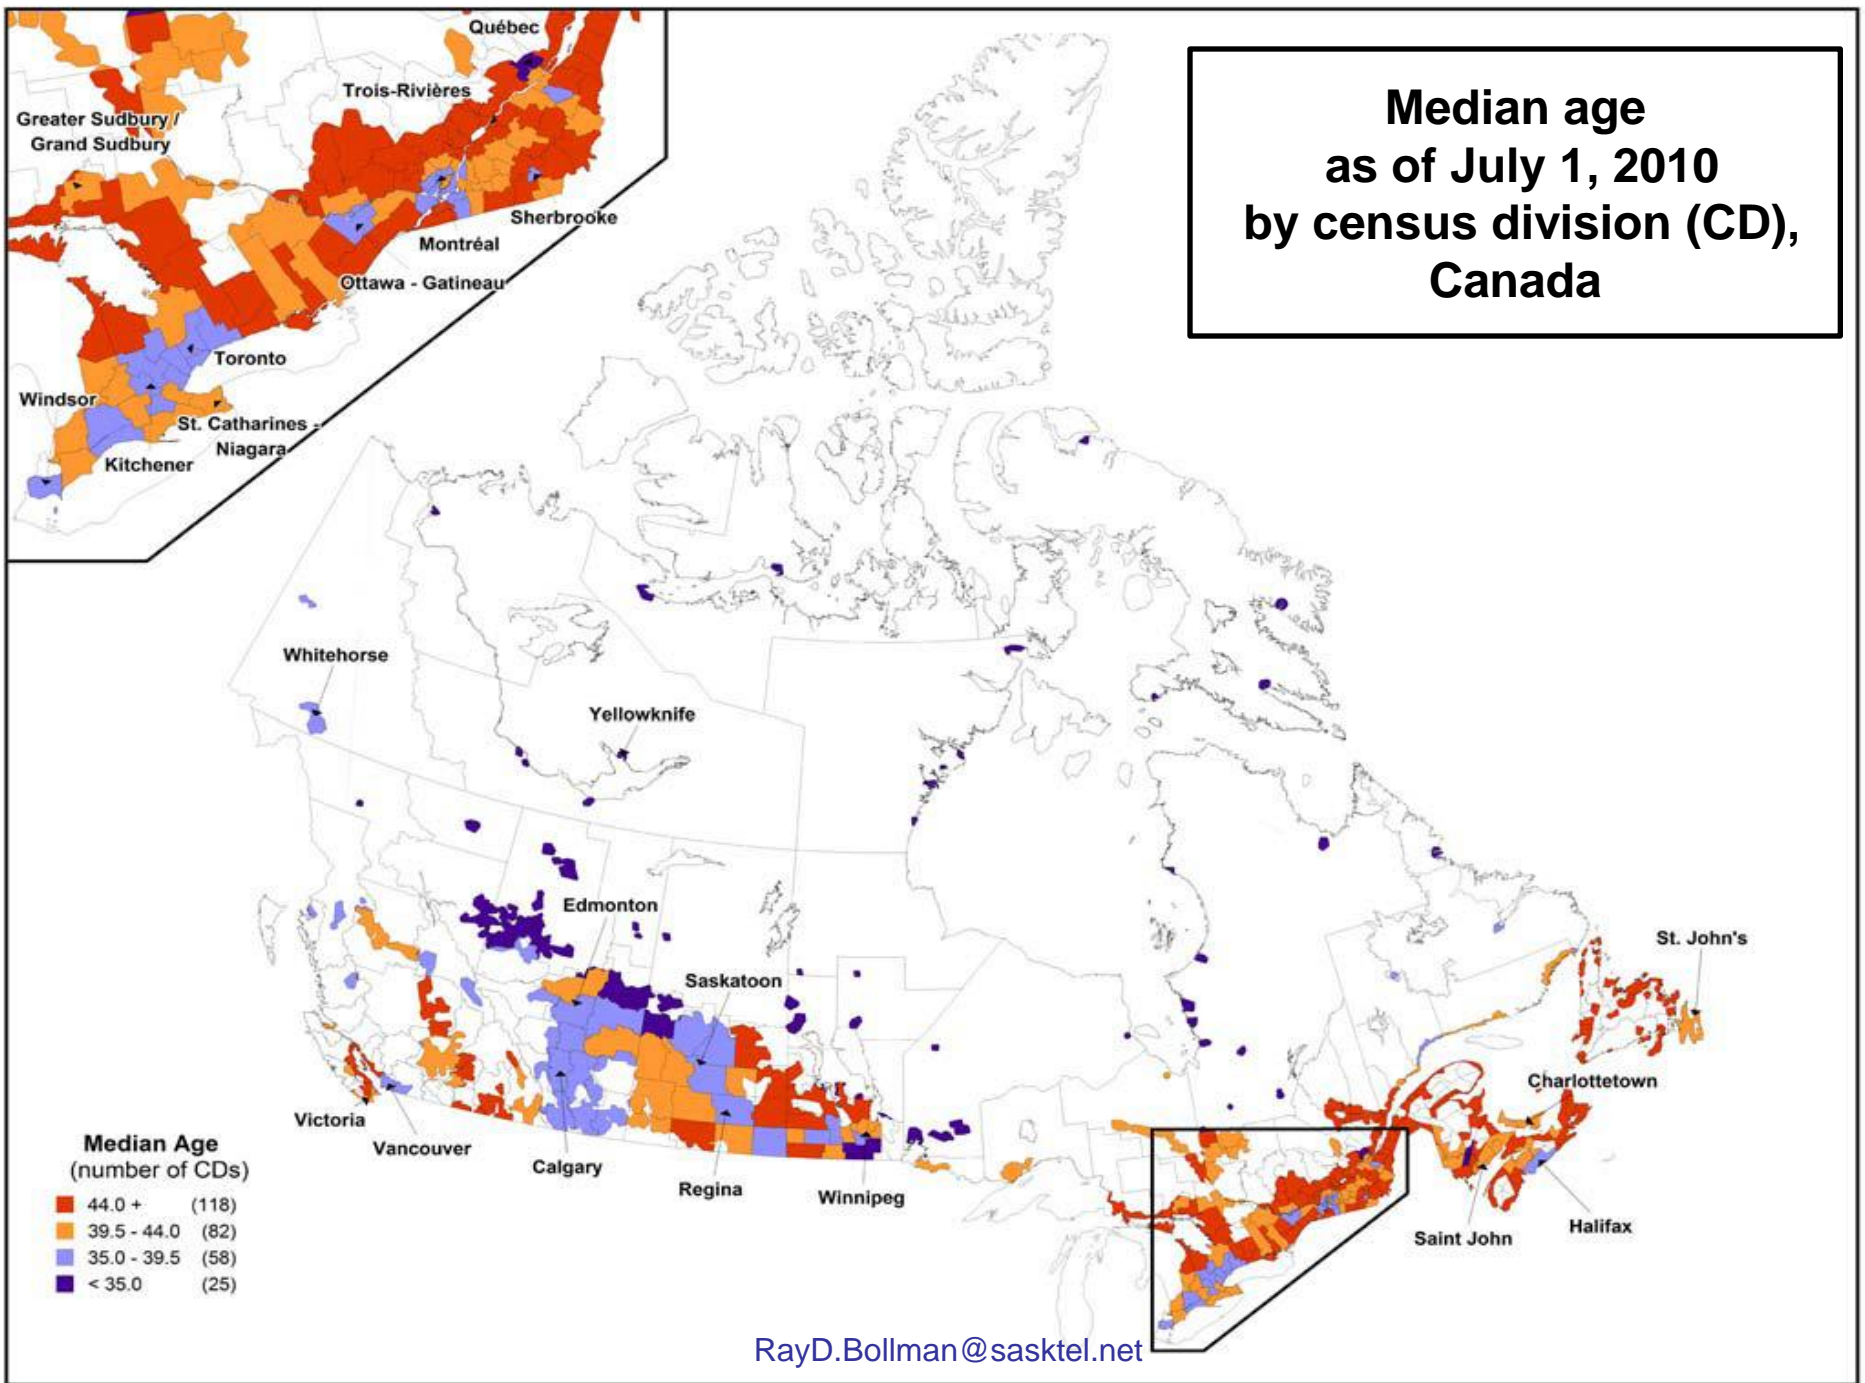 Median age
as of July 1, 2010
by census division (CD),
Canada
Québec
Trois-Rivières
Greater Sudbury /
Grand Sudbury
Sherbrooke
Montréal
Ottawa - Gatineau
Toronto
Windsor
St. Catharines -
Niagara
Kitchener
Whitehorse
Yellowknife
Edmonton
Saskatoon
St. John's
Charlottetown
Victoria
Vancouver
Calgary
Regina
Winnipeg
Saint John
Halifax
Median Age
(number of CDs)
44.0 + (118)
39.5 - 44.0 (82)
35.0 - 39.5 (58)
< 35.0 (25)
RayD.Bollman@sasktel.net